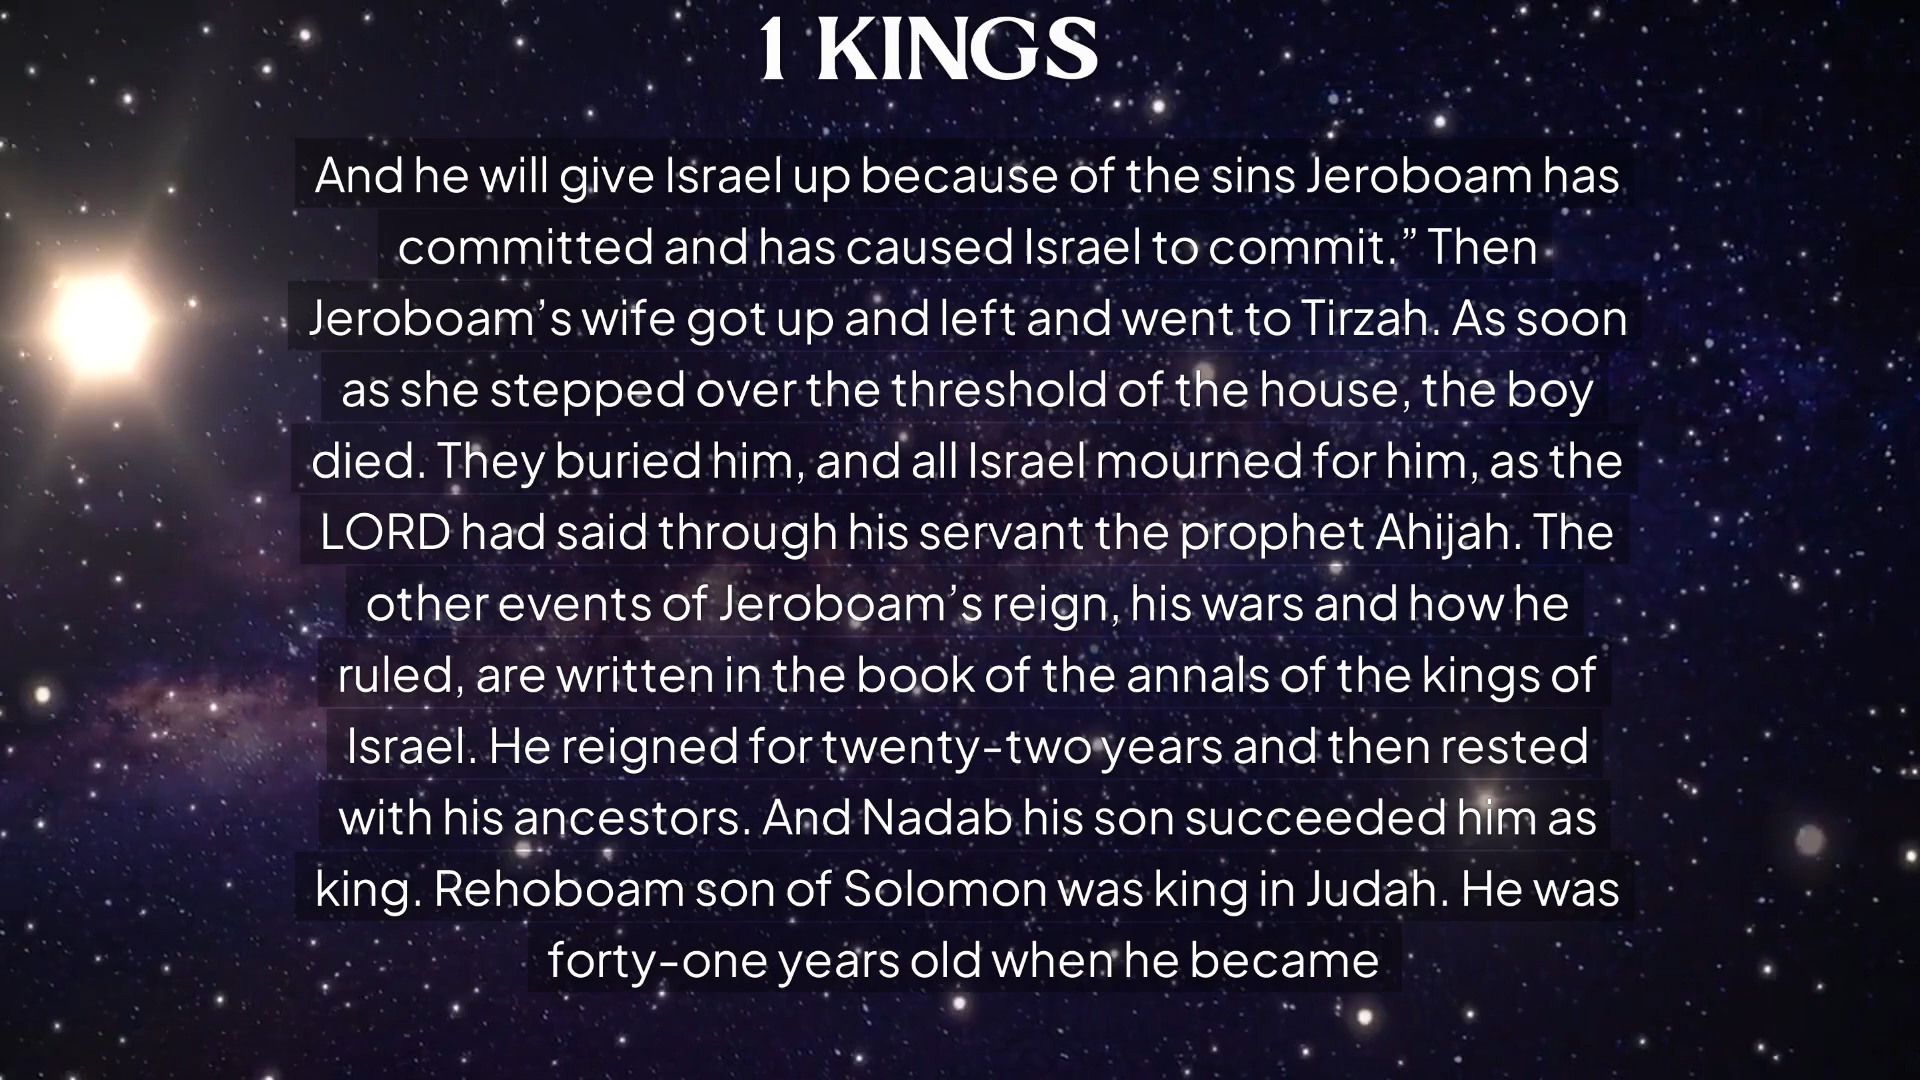 1 KINGS
And he will give Israel up because of the sins Jeroboam has
committed and has caused Israel to commit.” Then
Jeroboam’s wife got up and left and went to Tirzah. As soon
as she stepped over the threshold of the house, the boy
died. They buried him, and all Israel mourned for him, as the
LORD had said through his servant the prophet Ahijah. The
other events of Jeroboam’s reign, his wars and how he
ruled, are written in the book of the annals of the kings of
Israel. He reigned for twenty-two years and then rested
with his ancestors. And Nadab his son succeeded him as
king. Rehoboam son of Solomon was king in Judah. He was
forty-one years old when he became